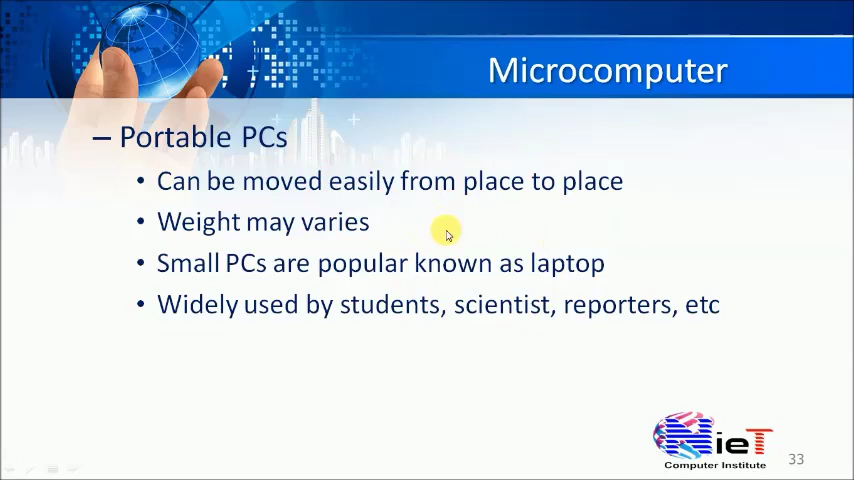 Microcomputer
– Portable PCs
• Can be moved easily from place to place
• Weight may varies
• Small PCs are popular known as laptop
• Widely used by students, scientist, reporters, etc
NieT
Computer Institute
33